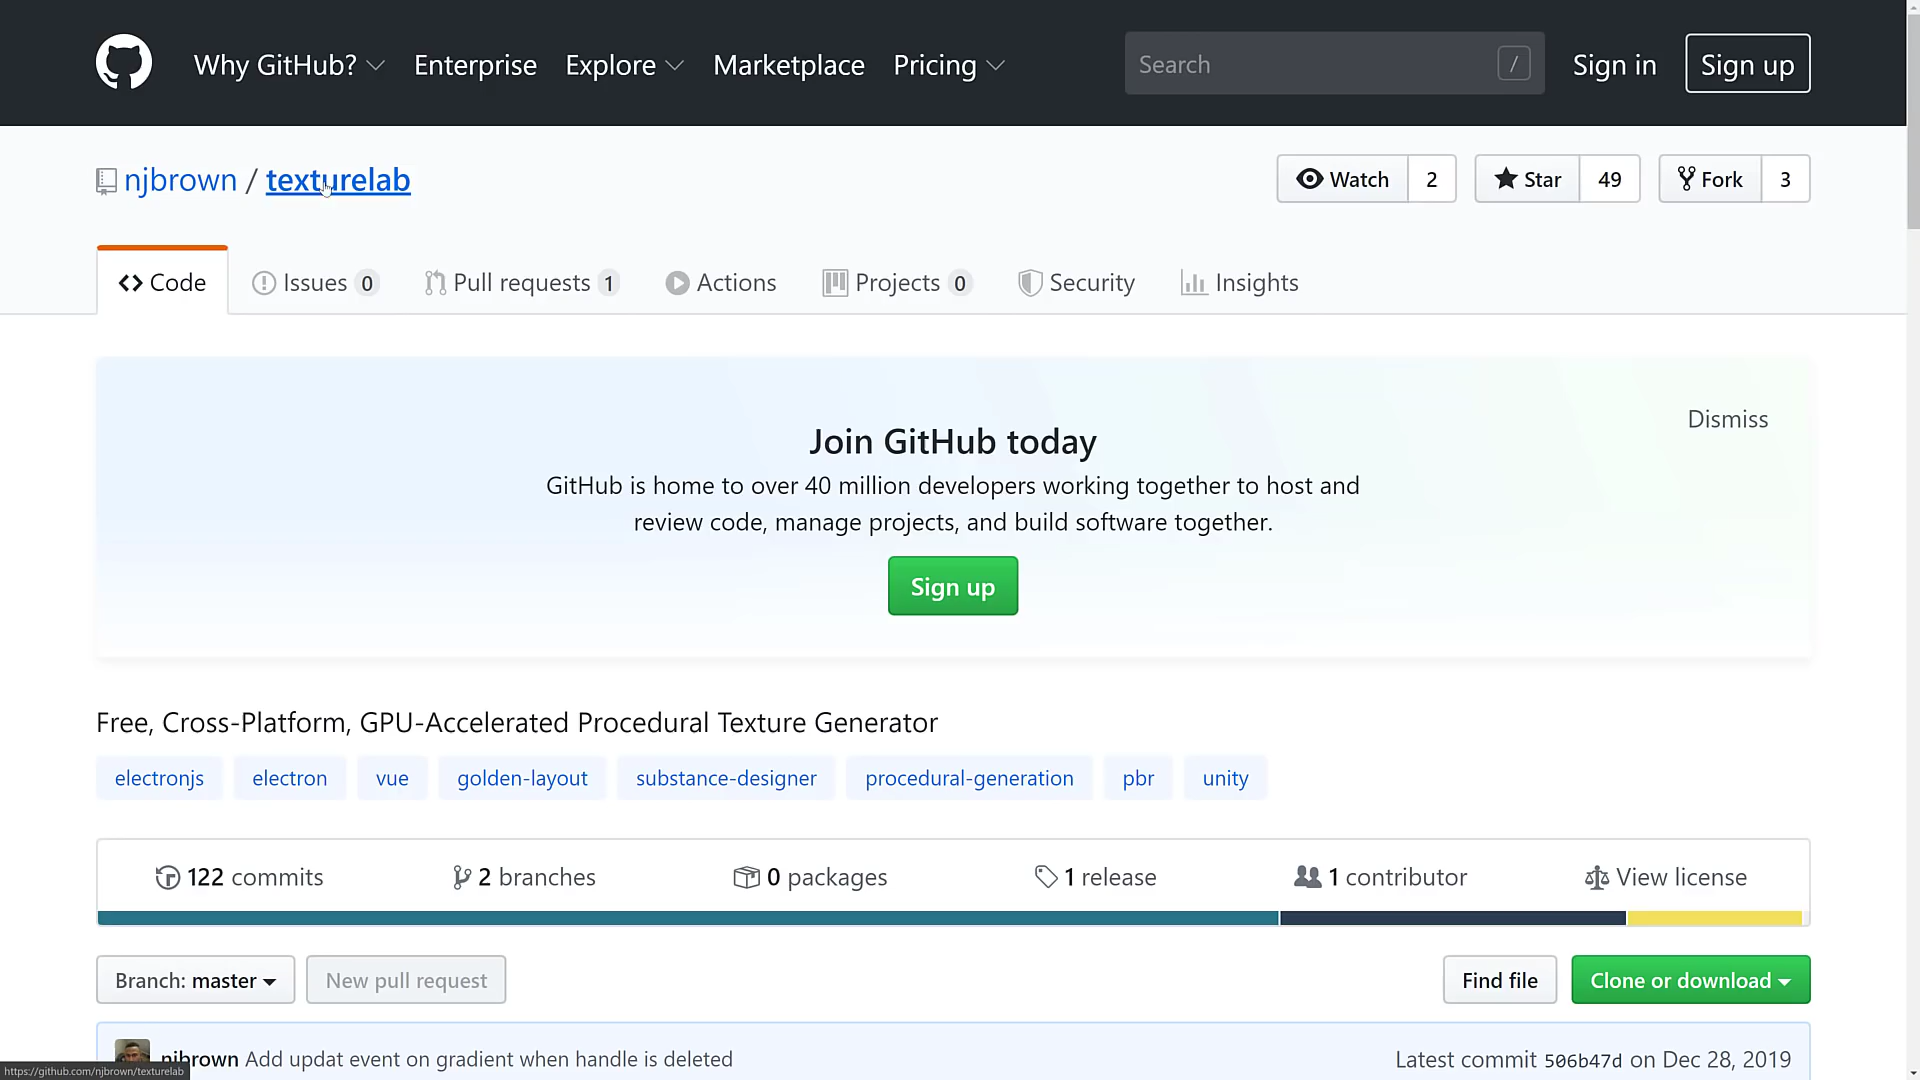 Why GitHub? Enterprise Explore Marketplace Pricing Search / Sign in Sign up
njbrown / texturelab Watch 2 Star 49 Fork 3
Code Issues 0 Pull requests 1 Actions Projects 0 Security Insights
Dismiss
Join GitHub today
GitHub is home to over 40 million developers working together to host and
review code, manage projects, and build software together.
Sign up
Free, Cross-Platform, GPU-Accelerated Procedural Texture Generator
electronjs electron vue golden-layout substance-designer procedural-generation pbr unity
122 commits 2 branches 0 packages 1 release 1 contributor View license
Branch: master New pull request Find file Clone or download
njbrown Add updat event on gradient when handle is deleted Latest commit 506b47d on Dec 28, 2019
https://github.com/njbrown/texturelab